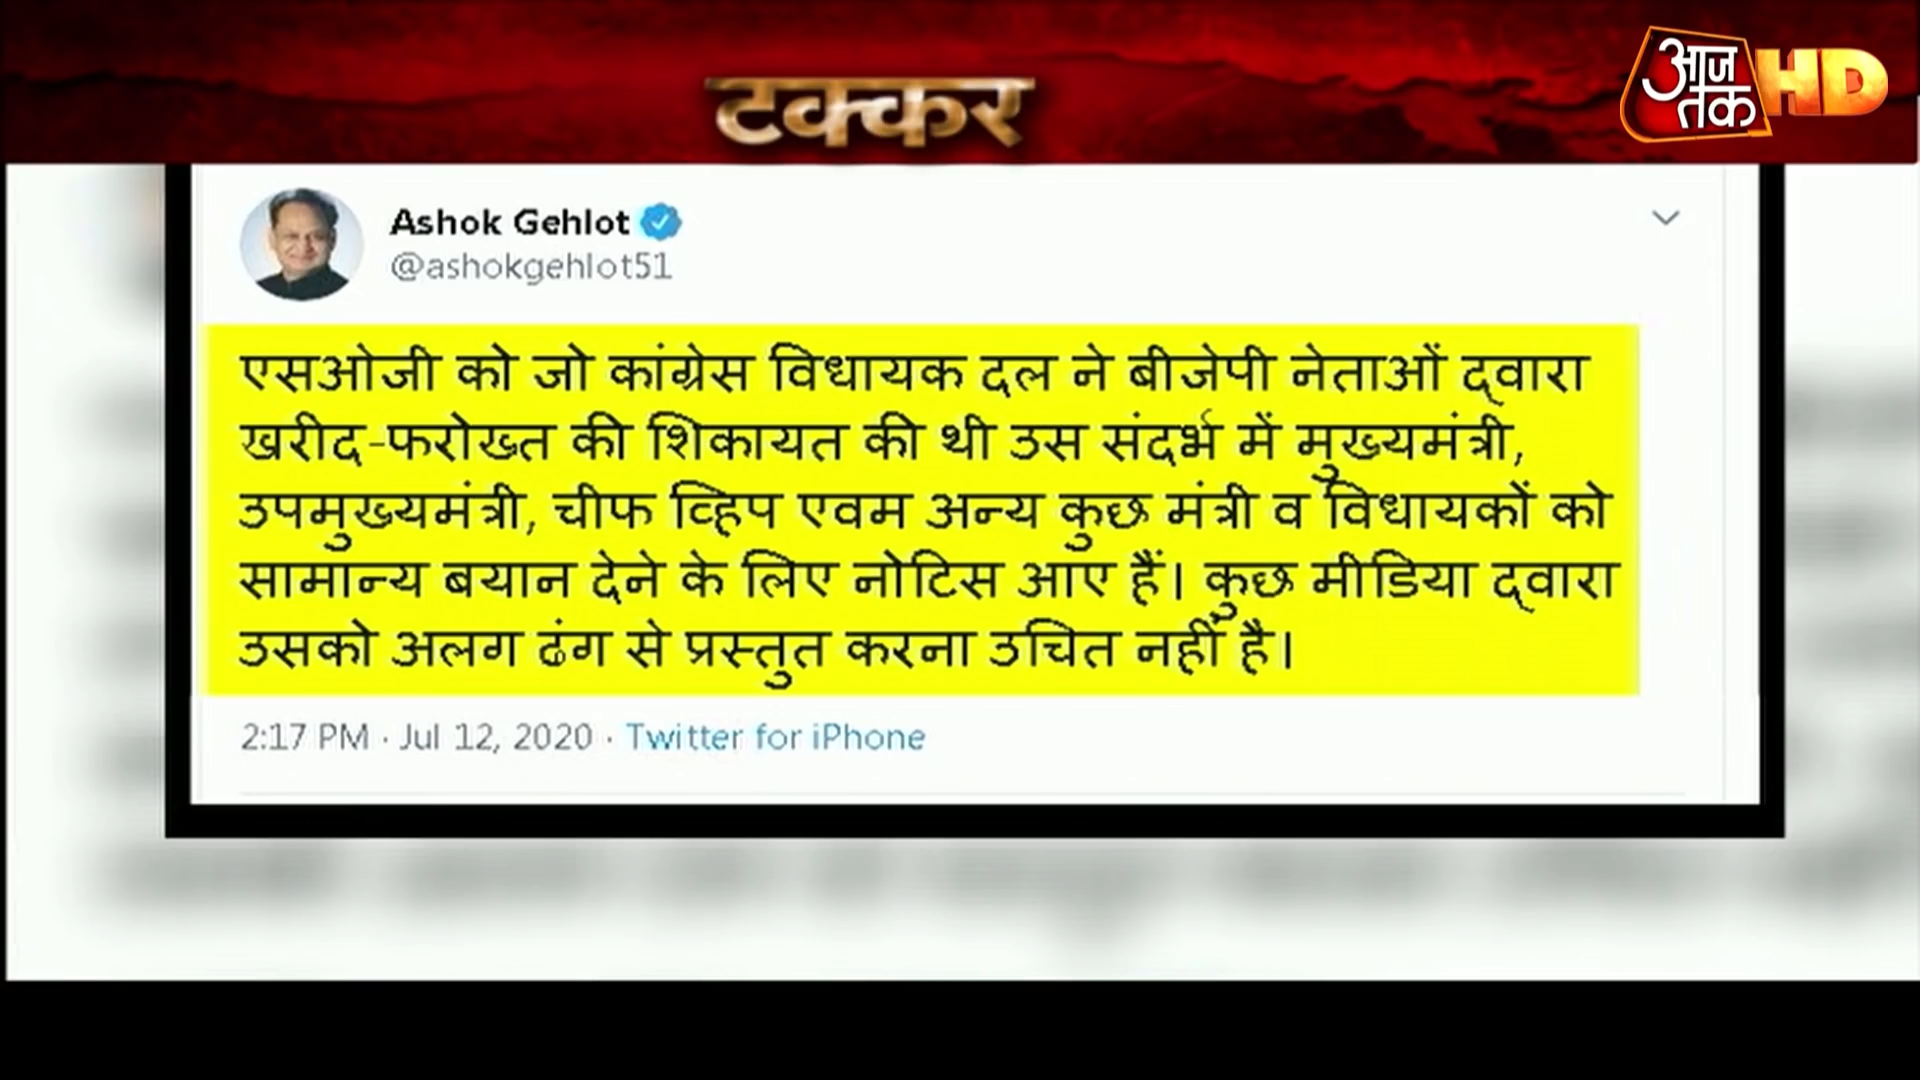 टक्कर
आज
तक HD
Ashok Gehlot
@ashokgehlot51
एसओजी को जो कांग्रेस विधायक दल ने बीजेपी नेताओं द्वारा
खरीद-फरोख्त की शिकायत की थी उस संदर्भ में मुख्यमंत्री,
उपमुख्यमंत्री, चीफ व्हिप एवम अन्य कुछ मंत्री व विधायकों को
सामान्य बयान देने के लिए नोटिस आए हैं। कुछ मीडिया द्वारा
उसको अलग ढंग से प्रस्तुत करना उचित नहीं है।
2:17 PM · Jul 12, 2020 · Twitter for iPhone